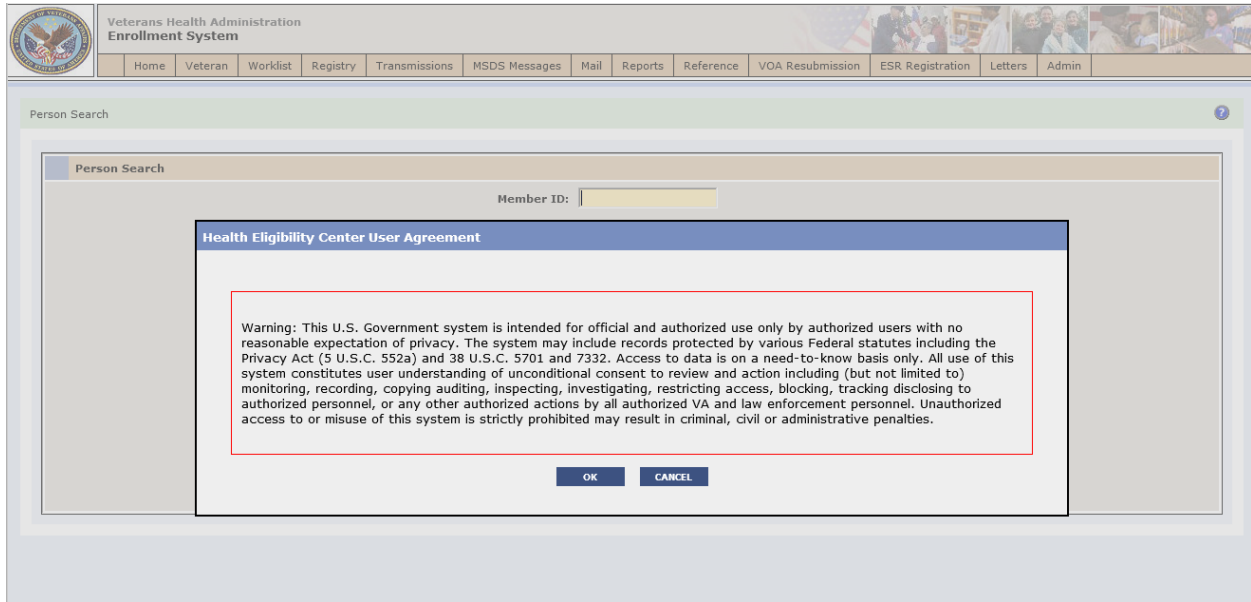 Veterans Health Administration
Enrollment System
Home Veteran Worklist Registry Transmissions MSDS Messages Mail Reports Reference VOA Resubmission ESR Registration Letters Admin
Person Search
?
Person Search
Member ID:
Health Eligibility Center User Agreement
Warning: This U.S. Government system is intended for official and authorized use only by authorized users with no
reasonable expectation of privacy. The system may include records protected by various Federal statutes including the
Privacy Act (5 U.S.C. 552a) and 38 U.S.C. 5701 and 7332. Access to data is on a need-to-know basis only. All use of this
system constitutes user understanding of unconditional consent to review and action including (but not limited to)
monitoring, recording, copying auditing, inspecting, investigating, restricting access, blocking, tracking disclosing to
authorized personnel, or any other authorized actions by all authorized VA and law enforcement personnel. Unauthorized
access to or misuse of this system is strictly prohibited may result in criminal, civil or administrative penalties.
OK CANCEL